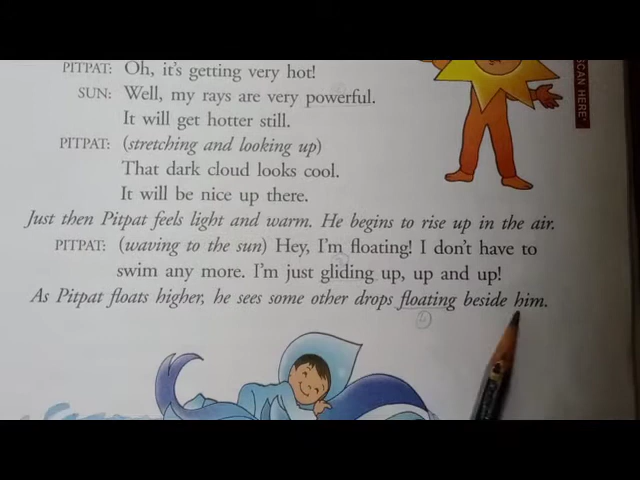 PITPAT: Oh, it's getting very hot!
SUN: Well, my rays are very powerful.
It will get hotter still.
PITPAT: (stretching and looking up)
That dark cloud looks cool.
It will be nice up there.
Just then Pitpat feels light and warm. He begins to rise up in the air.
PITPAT: (waving to the sun) Hey, I'm floating! I don't have to
swim any more. I'm just gliding up, up and up!
As Pitpat floats higher, he sees some other drops floating beside him.
SCAN HERE